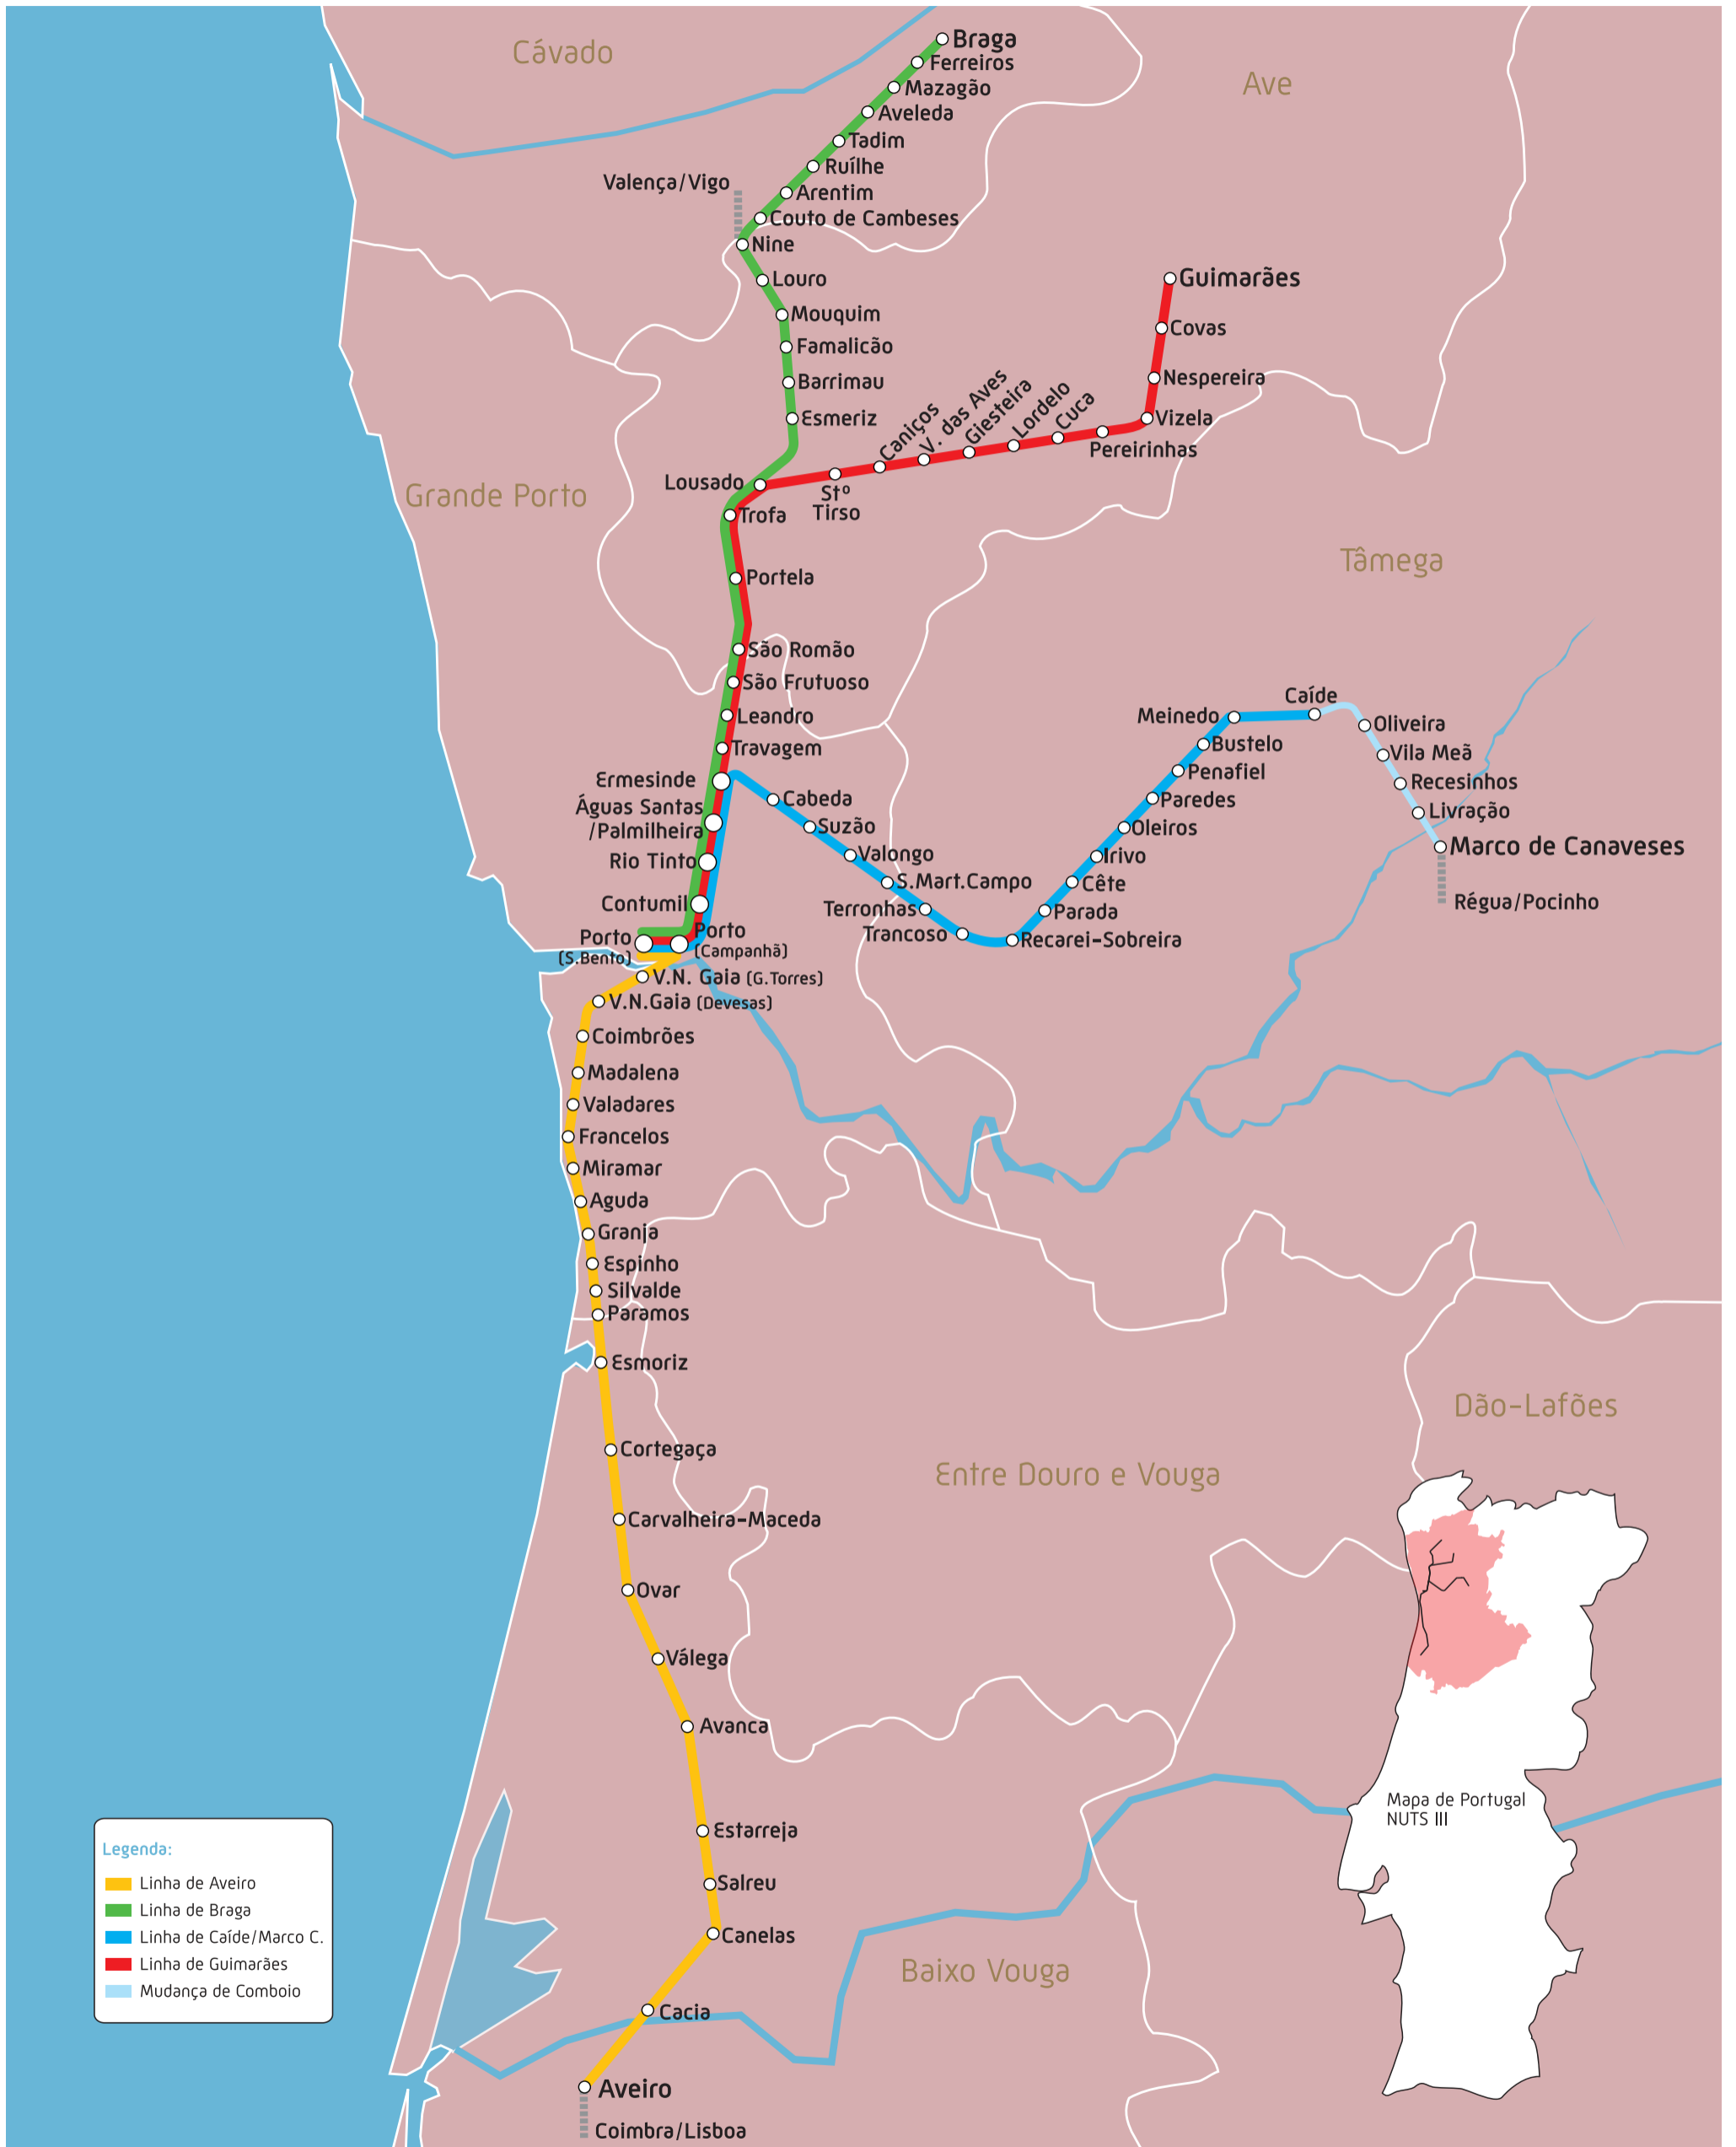 Cávado
Ave
Braga
Ferreiros
Mazagão
Aveleda
Tadim
Ruílhe
Arentim
Couto de Cambeses
Valença/Vigo
Nine
Louro
Mouquim
Famalicão
Barrimau
Esmeriz
Guimarães
Covas
Nespereira
Vizela
Pereirinhas
Cuca
Lordelo
Giesteira
V. das Aves
Caniços
Stº
Tirso
Lousado
Trofa
Grande Porto
Tâmega
Portela
São Romão
São Frutuoso
Leandro
Travagem
Ermesinde
Águas Santas
/Palmilheira
Rio Tinto
Contumil
Porto
(S.Bento)
Porto
(Campanhã)
Cabeda
Suzão
Valongo
S.Mart.Campo
Terronhas
Trancoso
Recarei-Sobreira
Parada
Cête
Irivo
Oleiros
Paredes
Penafiel
Bustelo
Meinedo
Caíde
Oliveira
Vila Meã
Recesinhos
Livração
Marco de Canaveses
Régua/Pocinho
V.N. Gaia (G.Torres)
V.N.Gaia (Devesas)
Coimbrões
Madalena
Valadares
Francelos
Miramar
Aguda
Granja
Espinho
Silvalde
Paramos
Esmoriz
Cortegaça
Carvalheira-Maceda
Ovar
Válega
Avanca
Estarreja
Salreu
Canelas
Cacia
Aveiro
Coimbra/Lisboa
Dão-Lafões
Entre Douro e Vouga
Baixo Vouga
Mapa de Portugal
NUTS III
Legenda:
Linha de Aveiro
Linha de Braga
Linha de Caíde/Marco C.
Linha de Guimarães
Mudança de Comboio